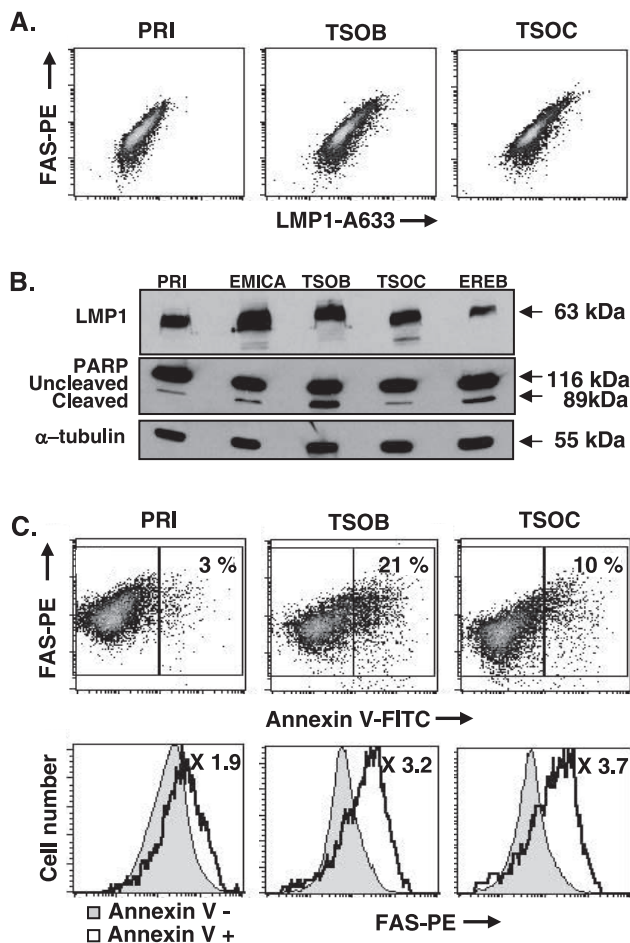 A.
PRI TSOB TSOC
FAS-PE
LMP1-A633
B.
PRI EMICA TSOB TSOC EREB
LMP1 63 kDa
PARP
Uncleaved 116 kDa
Cleaved 89kDa
α–tubulin 55 kDa
C.
PRI TSOB TSOC
FAS-PE
3 % 21 % 10 %
Annexin V-FITC
Cell number
X 1.9 X 3.2 X 3.7
Annexin V -
Annexin V +
FAS-PE